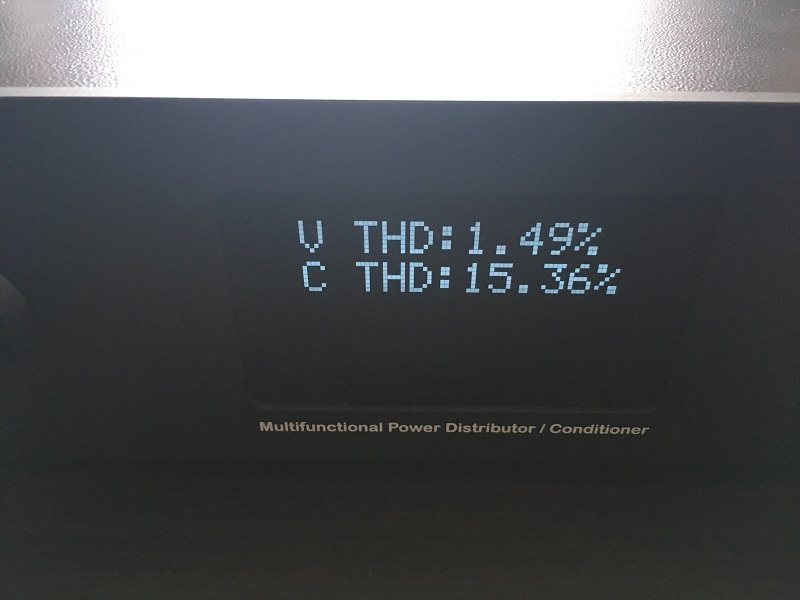 V THD:1.49%
C THD:15.36%
Multifunctional Power Distributor / Conditioner